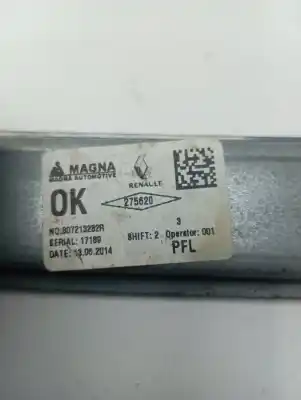 MAGNA
MAGNA AUTOMOTIVE
RENAULT
OK
275620
3
NO:807213282R
SERIAL: 17189
SHIFT: 2 Operator: 001
DATE: 13.06.2014
PFL